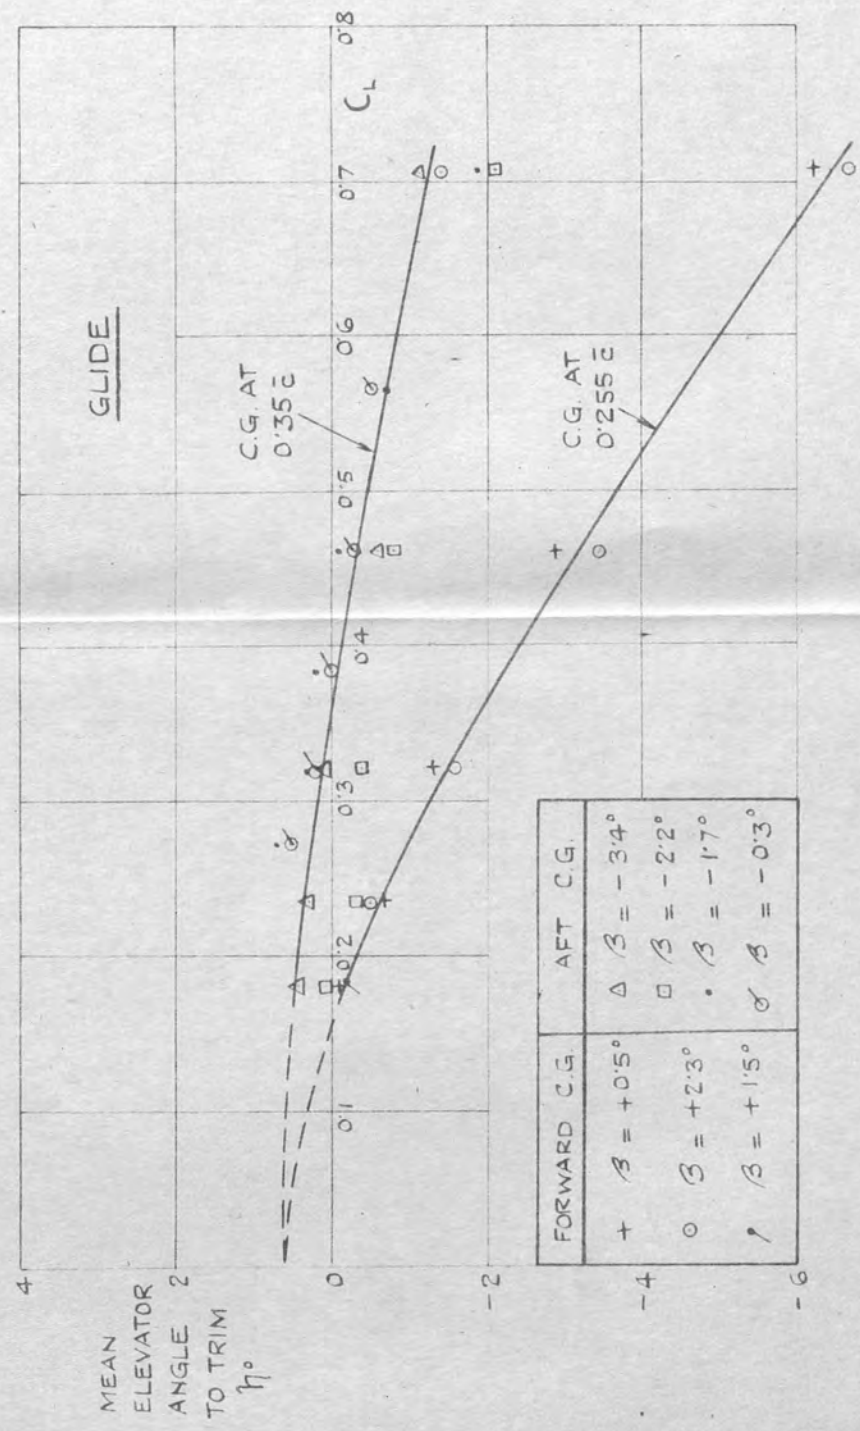 GLIDE
MEAN
ELEVATOR
ANGLE
TO TRIM
η°
4
2
0
-2
-4
-6
0·1
0·2
0·3
0·4
0·5
0·6
0·7
0·8
C_L
C.G. AT
0·35 c̄
C.G. AT
0·255 c̄
FORWARD C.G.
AFT C.G.
+ β = +0·5°
⊙ β = +2·3°
β = +1·5°
△ β = -3·4°
□ β = -2·2°
• β = -1·7°
β = -0·3°